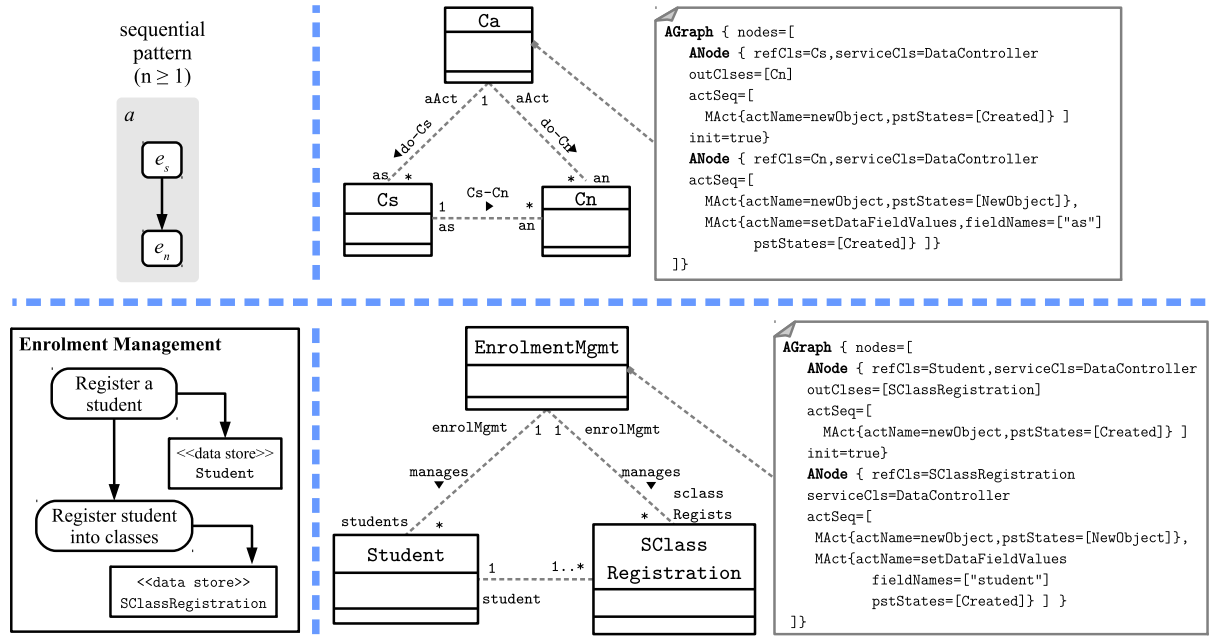 sequential
pattern
(n ≥ 1)
a
es
en
Ca
aAct
1
aAct
do-Cs
do-Cn
as
*
*
an
Cs
Cs-Cn
Cn
1
*
as
an
AGraph { nodes=[
ANode { refCls=Cs,serviceCls=DataController
outClses=[Cn]
actSeq=[
MAct{actName=newObject,pstStates=[Created]} ]
init=true}
ANode { refCls=Cn,serviceCls=DataController
actSeq=[
MAct{actName=newObject,pstStates=[NewObject]},
MAct{actName=setDataFieldValues,fieldNames=["as"]
pstStates=[Created]} ]}
]}
Enrolment Management
Register a
student
<<data store>>
Student
Register student
into classes
<<data store>>
SClassRegistration
EnrolmentMgmt
enrolMgmt
1
1
enrolMgmt
manages
manages
students
*
*
sclass
Regists
Student
SClass
Registration
1
1..*
student
AGraph { nodes=[
ANode { refCls=Student,serviceCls=DataController
outClses=[SClassRegistration]
actSeq=[
MAct{actName=newObject,pstStates=[Created]} ]
init=true}
ANode { refCls=SClassRegistration
serviceCls=DataController
actSeq=[
MAct{actName=newObject,pstStates=[NewObject]},
MAct{actName=setDataFieldValues
fieldNames=["student"]
pstStates=[Created]} ] }
]}